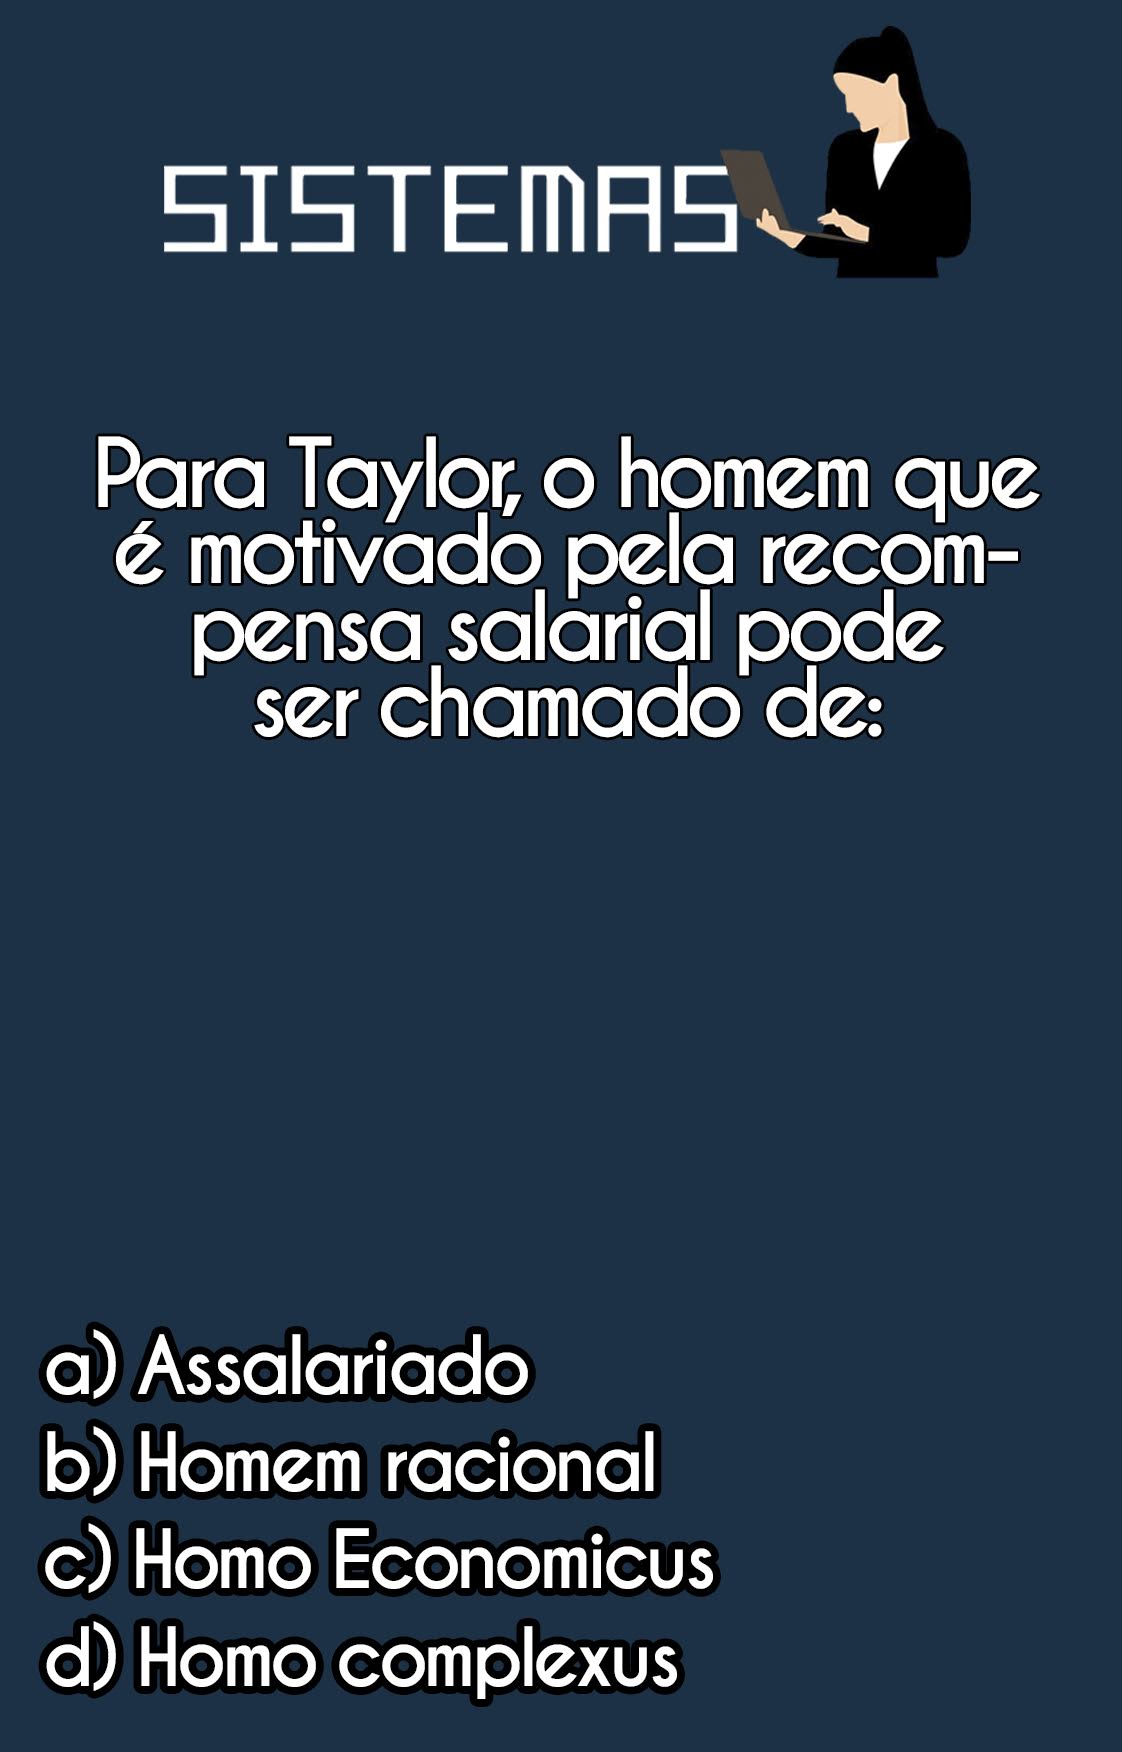 SISTEMAS
Para Taylor, o homem que
é motivado pela recom-
pensa salarial pode
ser chamado de:
a) Assalariado
b) Homem racional
c) Homo Economicus
d) Homo complexus